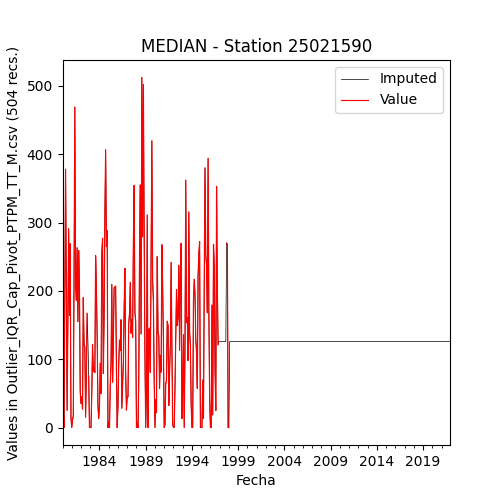 MEDIAN - Station 25021590
Values in Outlier_IQR_Cap_Pivot_PTPM_TT_M.csv (504 recs.)
500
400
300
200
100
0
Imputed
Value
1984 1989 1994 1999 2004 2009 2014 2019
Fecha